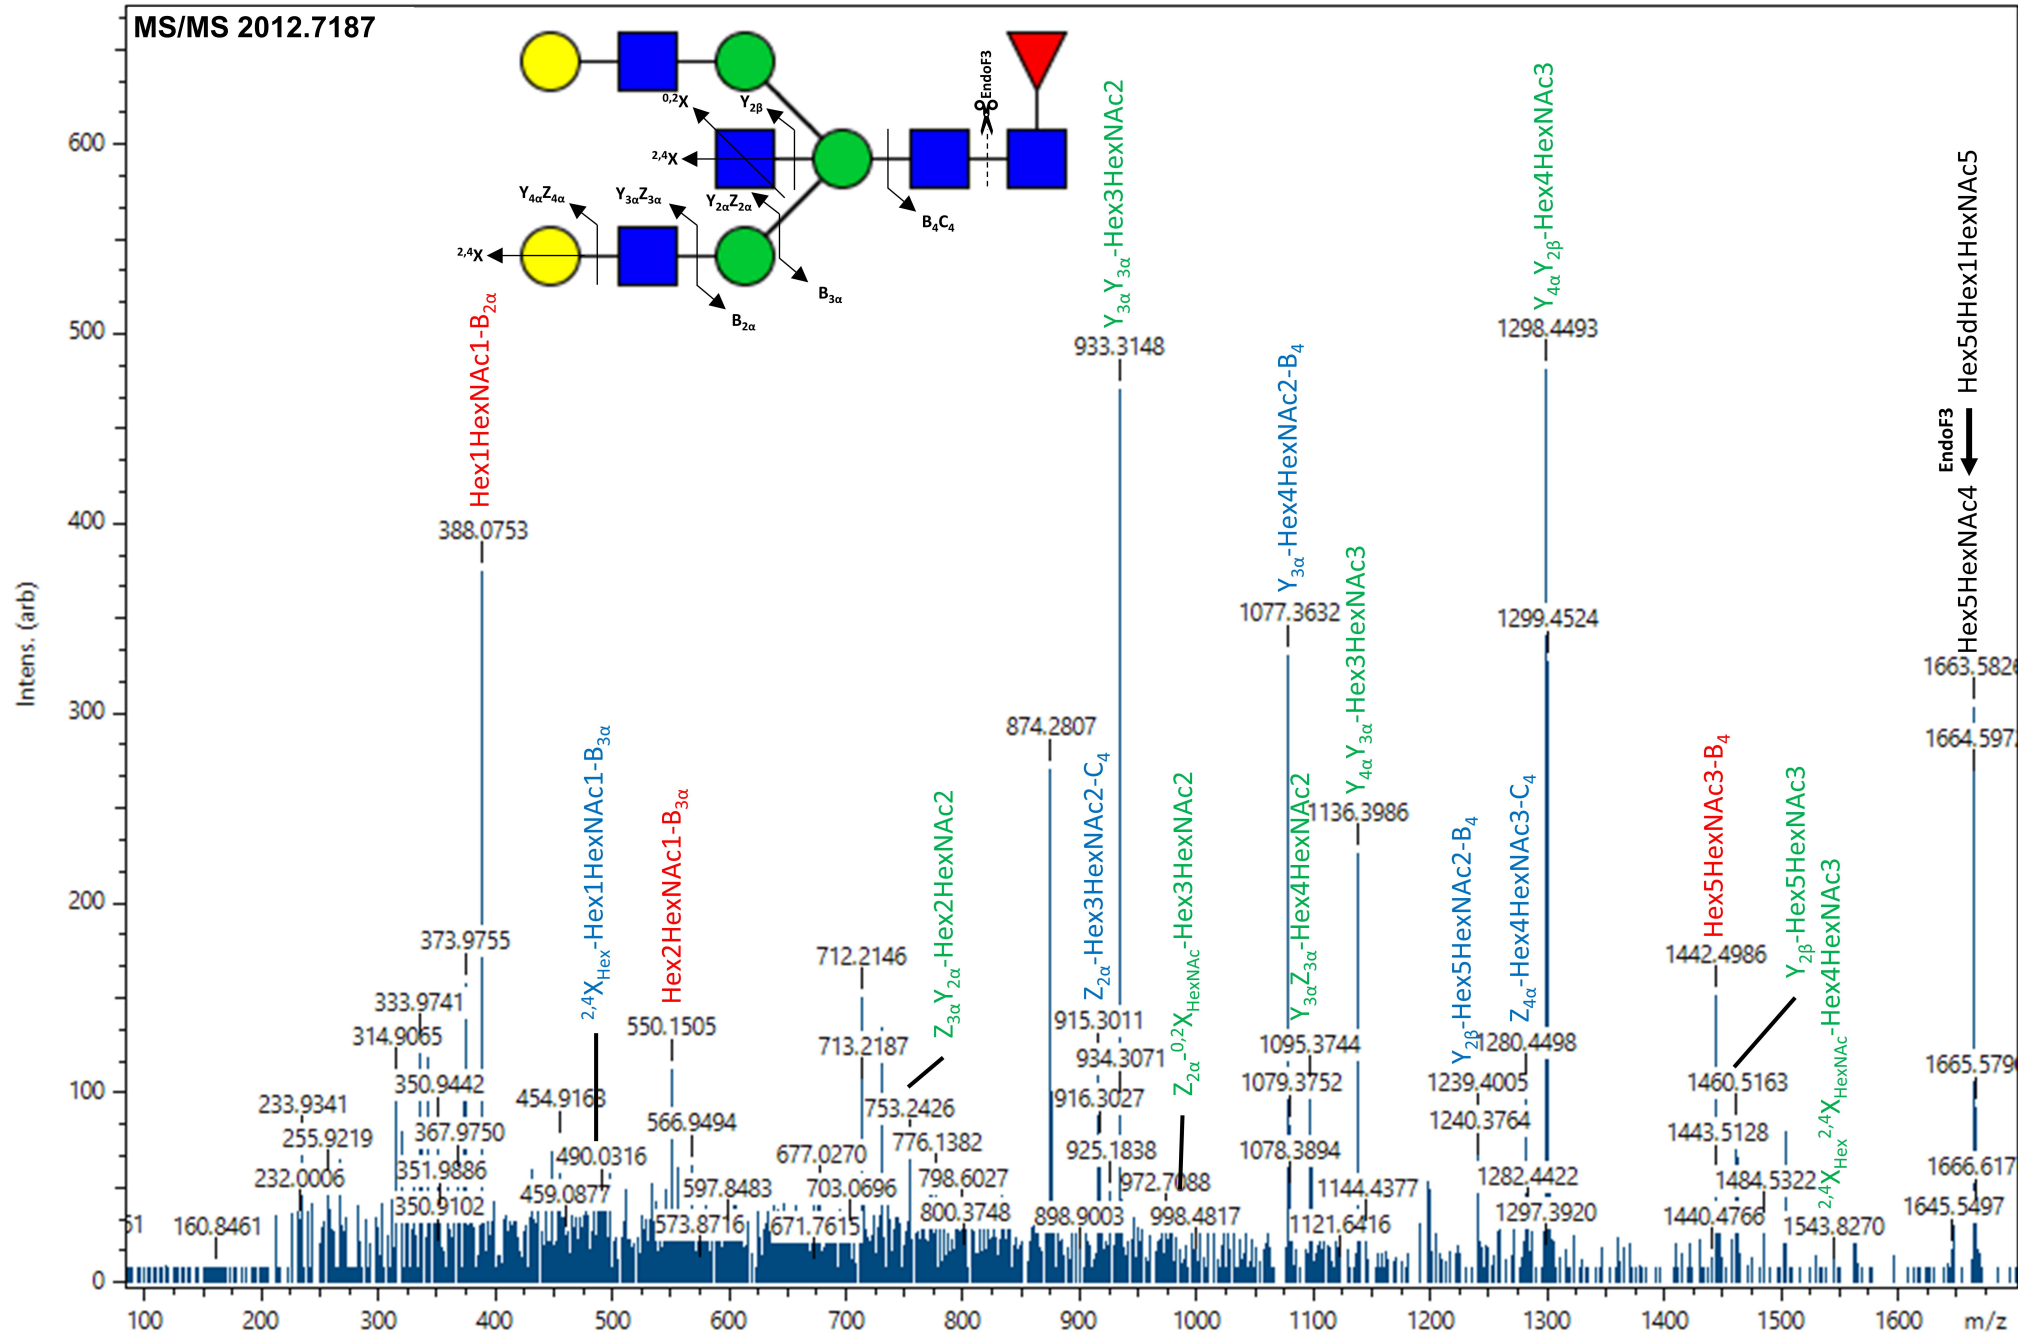 MS/MS 2012.7187
EndoF3
0,2X
Y2β
2,4X
Y4αZ4α
Y3αZ3α
Y2αZ2α
B4C4
2,4X
B3α
B2α
Intens. (arb)
600
500
400
300
200
100
0
Hex1HexNAc1-B2α
388.0753
373.9755
333.9741
314.9065
350.9442
233.9341
255.9219
367.9750
351.9886
232.0006
350.9102
160.8461
2,4XHex-Hex1HexNAc1-B3α
454.9163
490.0316
459.0877
Hex2HexNAc1-B3α
550.1505
566.9494
597.8483
573.8716
712.2146
713.2187
677.0270
703.0696
671.7615
Z3αY2α-Hex2HexNAc2
753.2426
776.1382
798.6027
800.3748
874.2807
Z2α-Hex3HexNAc2-C4
915.3011
916.3027
898.9003
Y3αY3α-Hex3HexNAc2
933.3148
934.3071
925.1838
Z2α-0,2XHexNAc-Hex3HexNAc2
972.7088
998.4817
Y3α-Hex4HexNAc2-B4
1077.3632
Y3αZ3α-Hex4HexNAc2
1095.3744
1079.3752
1078.3894
1121.6416
Y4αY3α-Hex3HexNAc3
1136.3986
1144.4377
Y2β-Hex5HexNAc2-B4
1239.4005
1240.3764
Z4α-Hex4HexNAc3-C4
1280.4498
1282.4422
1297.3920
Y4αY2β-Hex4HexNAc3
1298.4493
1299.4524
Hex5HexNAc3-B4
1442.4986
1443.5128
1440.4766
Y2β-Hex5HexNAc3
1460.5163
1484.5322
2,4XHex 2,4XHexNAc-Hex4HexNAc3
1543.8270
Hex5dHex1HexNAc5
EndoF3
Hex5HexNAc4
1663.5826
1664.597
1665.579
1666.617
1645.5497
100 200 300 400 500 600 700 800 900 1000 1100 1200 1300 1400 1500 1600 m/z